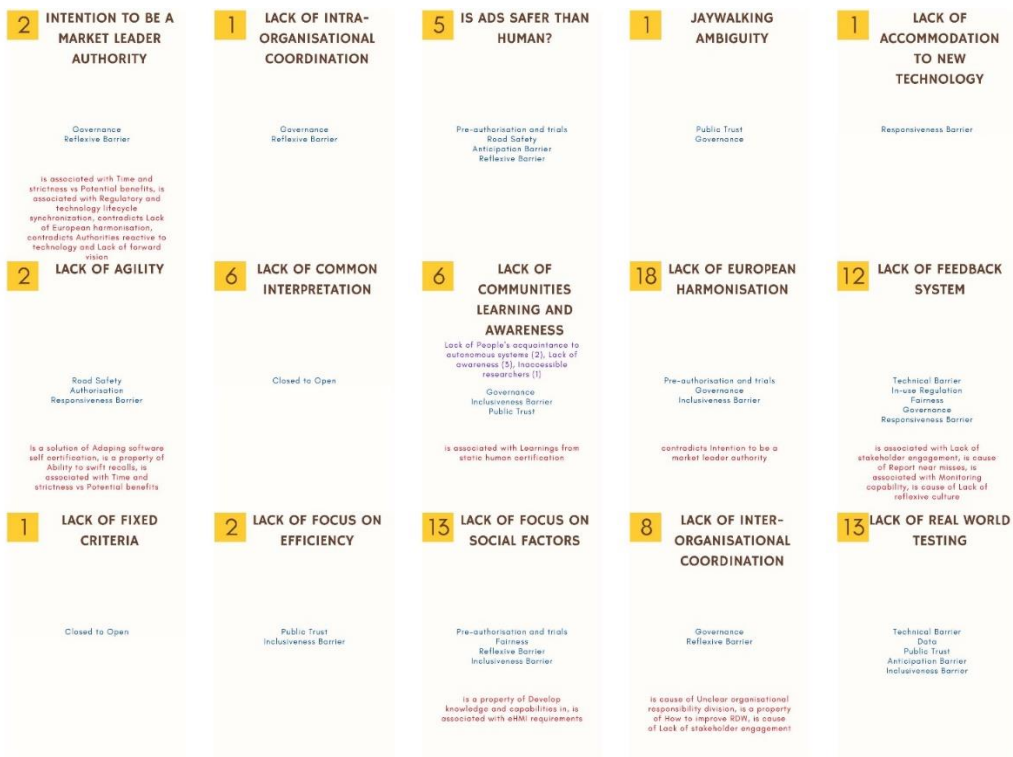 2
INTENTION TO BE A
MARKET LEADER
AUTHORITY
Governance
Reflexive Barrier
is associated with Time and
strictness vs Potential benefits, is
associated with Regulatory and
technology lifecycle
synchronization, contradicts Lack
of European harmonisation,
contradicts Authorities reactive to
technology and Lack of forward
vision
1
LACK OF INTRA-
ORGANISATIONAL
COORDINATION
Governance
Reflexive Barrier
5
IS ADS SAFER THAN
HUMAN?
Pre-authorisation and trials
Road Safety
Anticipation Barrier
Reflexive Barrier
1
JAYWALKING
AMBIGUITY
Public Trust
Governance
1
LACK OF
ACCOMMODATION
TO NEW
TECHNOLOGY
Responsiveness Barrier
2
LACK OF AGILITY
Road Safety
Authorisation
Responsiveness Barrier
is a solution of Adaping software
self certification, is a property of
Ability to swift recalls, is
associated with Time and
strictness vs Potential benefits
6
LACK OF COMMON
INTERPRETATION
Closed to Open
6
LACK OF
COMMUNITIES
LEARNING AND
AWARENESS
Lack of People's acquaintance to
autonomous systems (2), Lack of
awareness (3), Inaccessible
researchers (1)
Governance
Inclusiveness Barrier
Public Trust
is associated with Learnings from
static human certification
18
LACK OF EUROPEAN
HARMONISATION
Pre-authorisation and trials
Governance
Inclusiveness Barrier
contradicts Intention to be a
market leader authority
12
LACK OF FEEDBACK
SYSTEM
Technical Barrier
In-use Regulation
Fairness
Governance
Responsiveness Barrier
is associated with Lack of
stakeholder engagement, is cause
of Report near misses, is
associated with Monitoring
capability, is cause of Lack of
reflexive culture
1
LACK OF FIXED
CRITERIA
Closed to Open
2
LACK OF FOCUS ON
EFFICIENCY
Public Trust
Inclusiveness Barrier
13
LACK OF FOCUS ON
SOCIAL FACTORS
Pre-authorisation and trials
Fairness
Reflexive Barrier
Inclusiveness Barrier
is a property of Develop
knowledge and capabilities in, is
associated with eHMI requirements
8
LACK OF INTER-
ORGANISATIONAL
COORDINATION
Governance
Reflexive Barrier
is cause of Unclear organisational
responsibility division, is a property
of How to improve RDW, is cause
of Lack of stakeholder engagement
13
LACK OF REAL WORLD
TESTING
Technical Barrier
Data
Public Trust
Anticipation Barrier
Inclusiveness Barrier